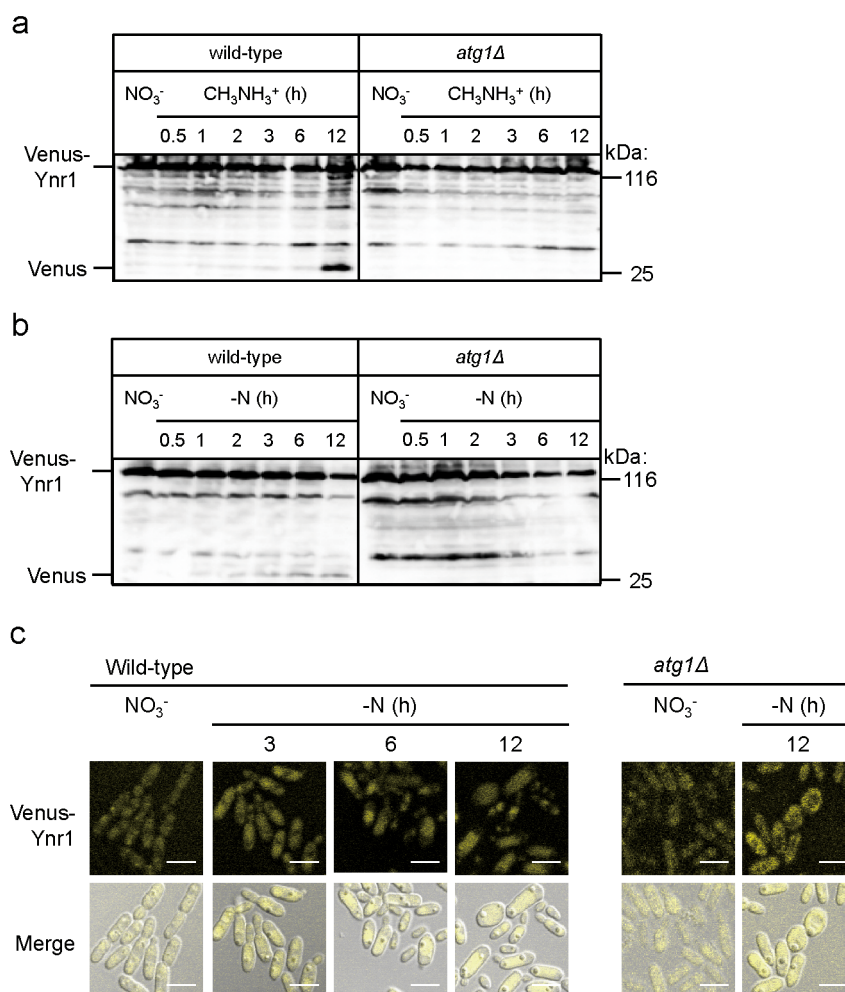 a
wild-type atg1Δ
NO₃⁻ CH₃NH₃⁺ (h) NO₃⁻ CH₃NH₃⁺ (h)
0.5 1 2 3 6 12 0.5 1 2 3 6 12
Venus-
Ynr1
kDa:
116
Venus
25
b
wild-type atg1Δ
NO₃⁻ -N (h) NO₃⁻ -N (h)
0.5 1 2 3 6 12 0.5 1 2 3 6 12
Venus-
Ynr1
kDa:
116
Venus
25
c
Wild-type atg1Δ
NO₃⁻ -N (h) NO₃⁻ -N (h)
3 6 12 12
Venus-
Ynr1
Merge